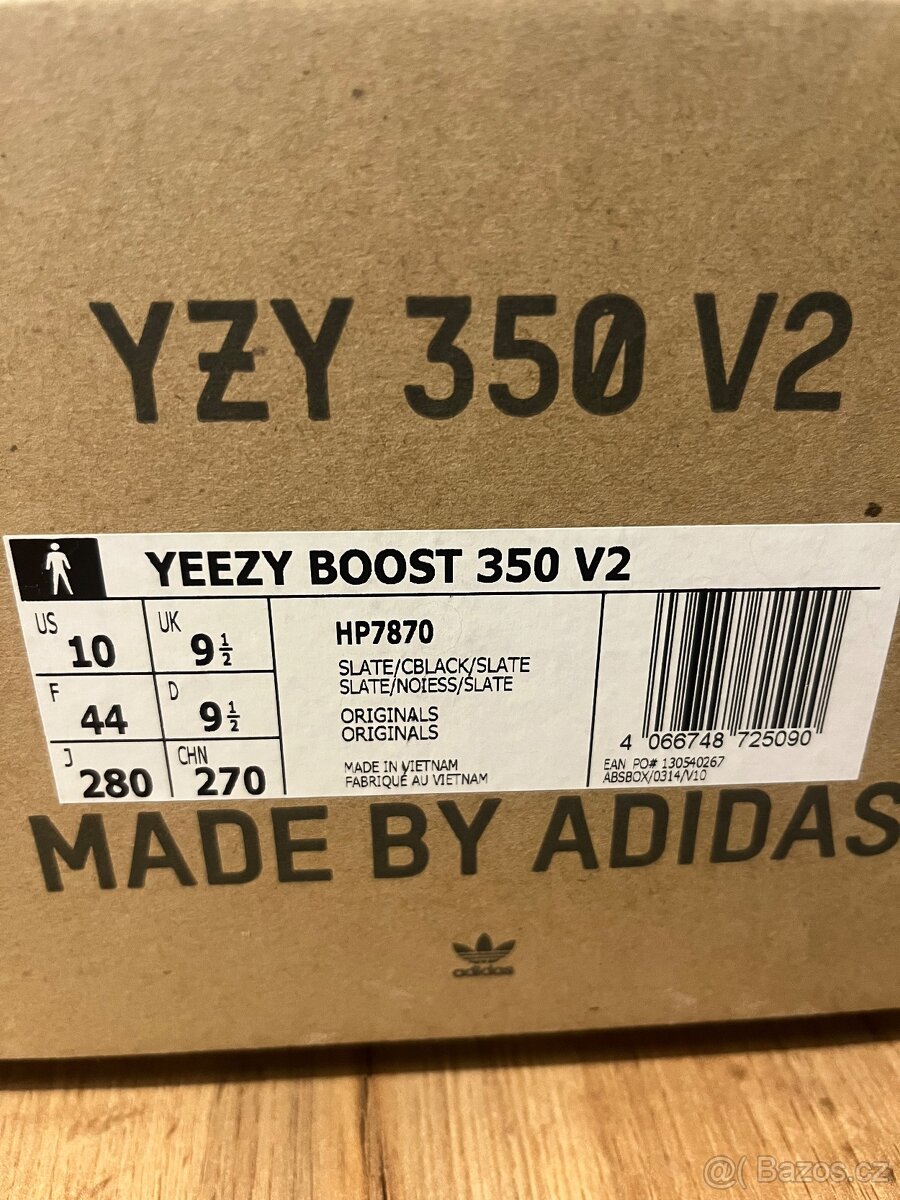 YZY 350 V2
YEEZY BOOST 350 V2
US 10 UK 9½
F 44 D 9½
J 280 CHN 270
HP7870
SLATE/CBLACK/SLATE
SLATE/NOIESS/SLATE
ORIGINALS
ORIGINALS
MADE IN VIETNAM
FABRIQUÉ AU VIETNAM
4 066748 725090
EAN PO# 130540267
ABSBOX/0314/V10
MADE BY ADIDAS
adidas
@( Bazos.cz